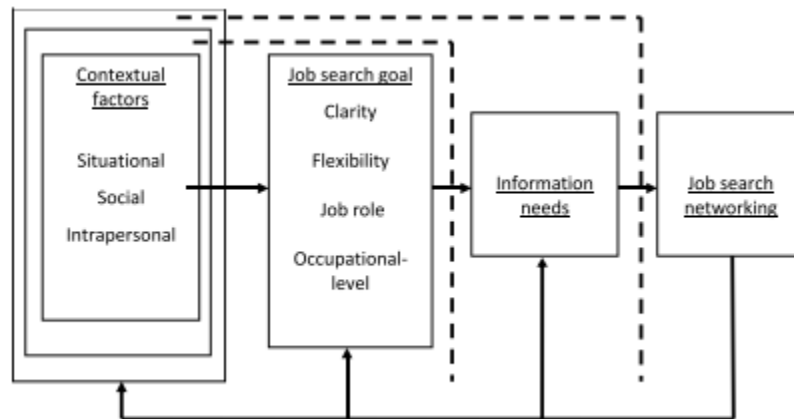 Contextual
factors
Situational
Social
Intrapersonal
Job search goal
Clarity
Flexibility
Job role
Occupational-
level
Information
needs
Job search
networking